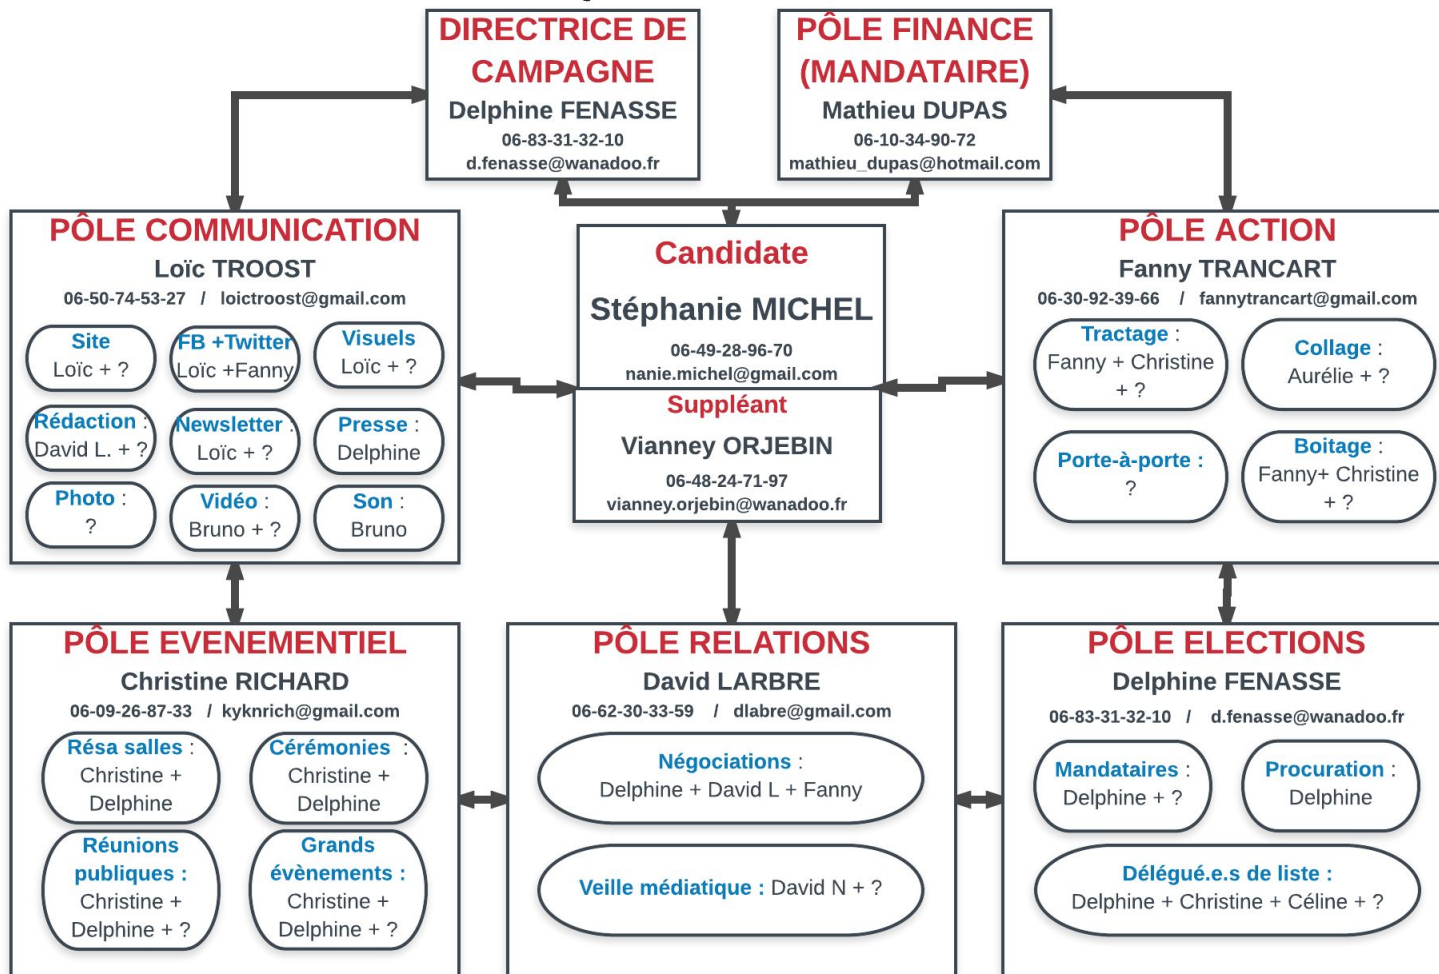 DIRECTRICE DE
CAMPAGNE
Delphine FENASSE
06-83-31-32-10
d.fenasse@wanadoo.fr
PÔLE FINANCE
(MANDATAIRE)
Mathieu DUPAS
06-10-34-90-72
mathieu_dupas@hotmail.com
PÔLE COMMUNICATION
Loïc TROOST
06-50-74-53-27 / loictroost@gmail.com
Site
Loïc + ?
FB +Twitter
Loïc +Fanny
Visuels
Loïc + ?
Rédaction :
David L. + ?
Newsletter :
Loïc + ?
Presse :
Delphine
Photo :
?
Vidéo :
Bruno + ?
Son :
Bruno
Candidate
Stéphanie MICHEL
06-49-28-96-70
nanie.michel@gmail.com
Suppléant
Vianney ORJEBIN
06-48-24-71-97
vianney.orjebin@wanadoo.fr
PÔLE ACTION
Fanny TRANCART
06-30-92-39-66 / fannytrancart@gmail.com
Tractage :
Fanny + Christine
+ ?
Collage :
Aurélie + ?
Porte-à-porte :
?
Boitage :
Fanny+ Christine
+ ?
PÔLE EVENEMENTIEL
Christine RICHARD
06-09-26-87-33 / kyknrich@gmail.com
Résa salles :
Christine +
Delphine
Cérémonies :
Christine +
Delphine
Réunions
publiques :
Christine +
Delphine + ?
Grands
évènements :
Christine +
Delphine + ?
PÔLE RELATIONS
David LARBRE
06-62-30-33-59 / dlabre@gmail.com
Négociations :
Delphine + David L + Fanny
Veille médiatique : David N + ?
PÔLE ELECTIONS
Delphine FENASSE
06-83-31-32-10 / d.fenasse@wanadoo.fr
Mandataires :
Delphine + ?
Procuration :
Delphine
Délégué.e.s de liste :
Delphine + Christine + Céline + ?